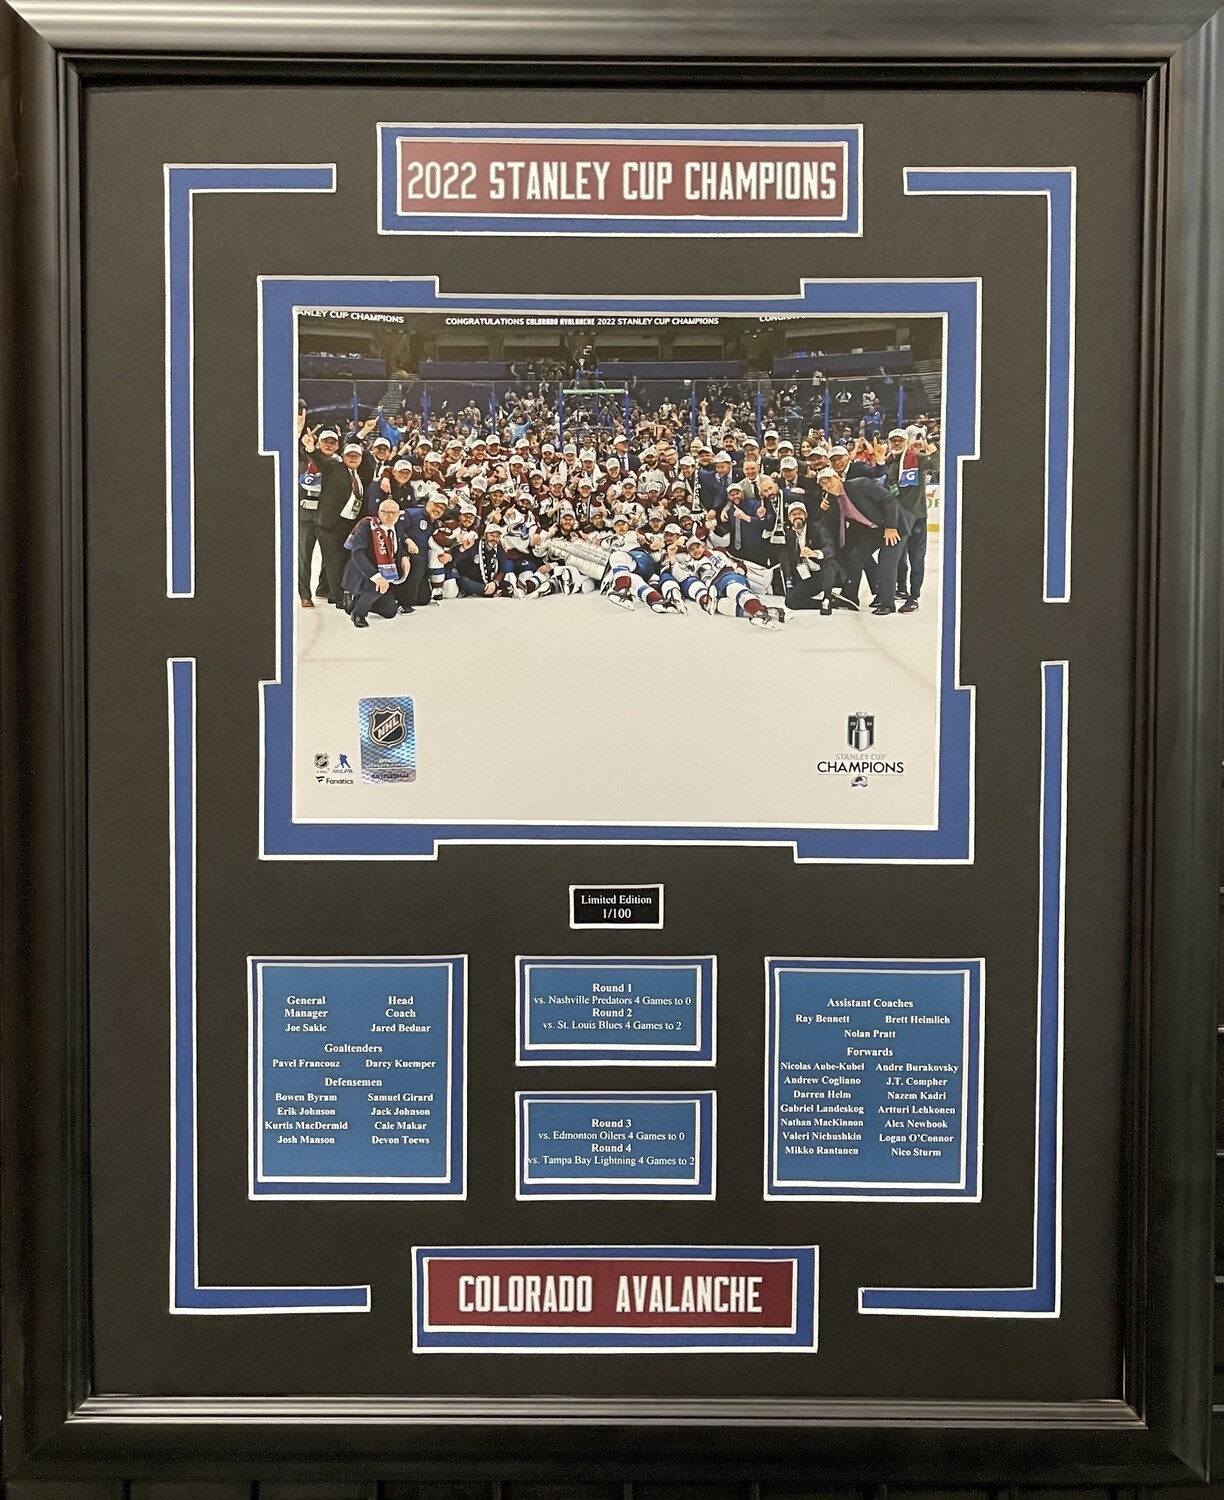 2022 STANLEY CUP CHAMPIONS
ANLEY CUP CHAMPIONS
CONGRATULATIONS COLORADO AVALANCHE 2022 STANLEY CUP CHAMPIONS
NHL
NHLPA
Fanatics
STANLEY CUP
CHAMPIONS
Limited Edition
1/100
General Manager
Joe Sakic
Head Coach
Jared Bednar
Goaltenders
Pavel Francouz Darcy Kuemper
Defensemen
Bowen Byram Samuel Girard
Erik Johnson Jack Johnson
Kurtis MacDermid Cale Makar
Josh Manson Devon Toews
Round 1
vs. Nashville Predators 4 Games to 0
Round 2
vs. St. Louis Blues 4 Games to 2
Round 3
vs. Edmonton Oilers 4 Games to 0
Round 4
vs. Tampa Bay Lightning 4 Games to 2
Assistant Coaches
Ray Bennett Brett Heimlich
Nolan Pratt
Forwards
Nicolas Aube-Kubel Andre Burakovsky
Andrew Cogliano J.T. Compher
Darren Helm Nazem Kadri
Gabriel Landeskog Artturi Lehkonen
Nathan MacKinnon Alex Newhook
Valeri Nichushkin Logan O'Connor
Mikko Rantanen Nico Sturm
COLORADO AVALANCHE